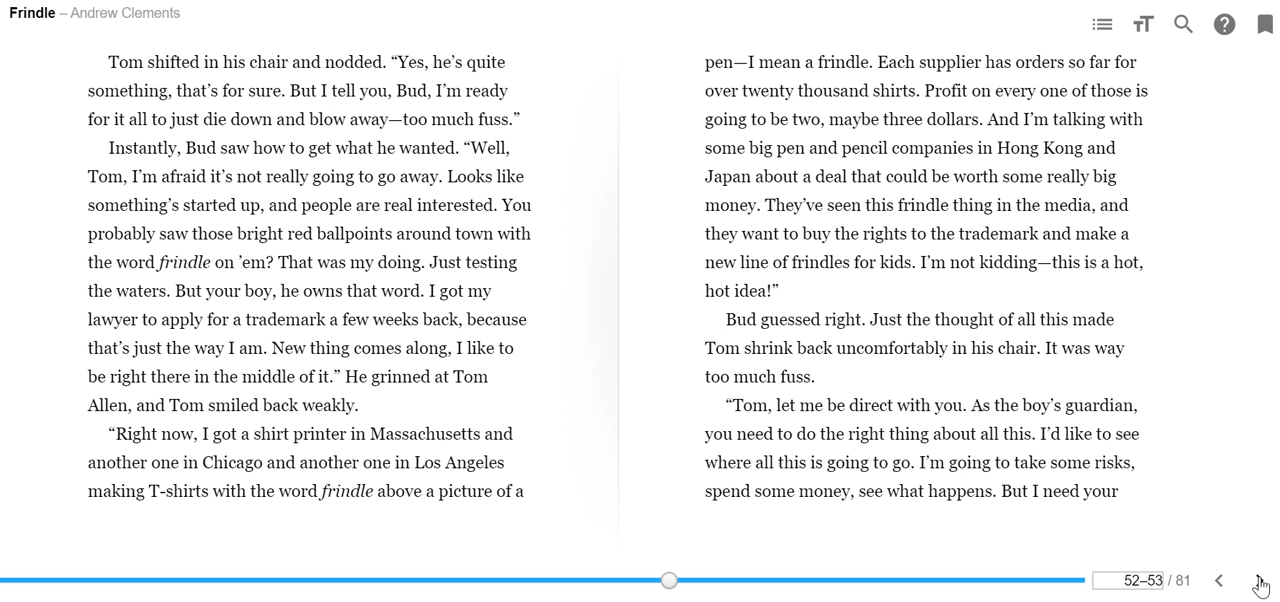 Frindle – Andrew Clements
Tom shifted in his chair and nodded. “Yes, he’s quite
something, that’s for sure. But I tell you, Bud, I’m ready
for it all to just die down and blow away—too much fuss.”
Instantly, Bud saw how to get what he wanted. “Well,
Tom, I’m afraid it’s not really going to go away. Looks like
something’s started up, and people are real interested. You
probably saw those bright red ballpoints around town with
the word frindle on ’em? That was my doing. Just testing
the waters. But your boy, he owns that word. I got my
lawyer to apply for a trademark a few weeks back, because
that’s just the way I am. New thing comes along, I like to
be right there in the middle of it.” He grinned at Tom
Allen, and Tom smiled back weakly.
“Right now, I got a shirt printer in Massachusetts and
another one in Chicago and another one in Los Angeles
making T-shirts with the word frindle above a picture of a
pen—I mean a frindle. Each supplier has orders so far for
over twenty thousand shirts. Profit on every one of those is
going to be two, maybe three dollars. And I’m talking with
some big pen and pencil companies in Hong Kong and
Japan about a deal that could be worth some really big
money. They’ve seen this frindle thing in the media, and
they want to buy the rights to the trademark and make a
new line of frindles for kids. I’m not kidding—this is a hot,
hot idea!”
Bud guessed right. Just the thought of all this made
Tom shrink back uncomfortably in his chair. It was way
too much fuss.
“Tom, let me be direct with you. As the boy’s guardian,
you need to do the right thing about all this. I’d like to see
where all this is going to go. I’m going to take some risks,
spend some money, see what happens. But I need your
52–53 / 81